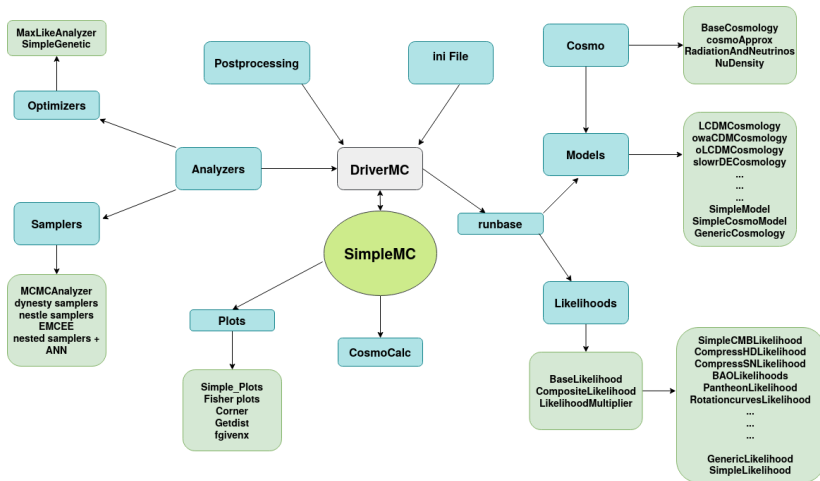 MaxLikeAnalyzer
SimpleGenetic
Optimizers
Postprocessing
ini File
Cosmo
BaseCosmology
cosmoApprox
RadiationAndNeutrinos
NuDensity
Analyzers
DriverMC
Models
LCDMCosmology
owaCDMCosmology
oLCDMCosmology
slowrDECosmology
...
...
...
SimpleModel
SimpleCosmoModel
GenericCosmology
Samplers
runbase
SimpleMC
MCMCAnalyzer
dynesty samplers
nestle samplers
EMCEE
nested samplers +
ANN
Plots
CosmoCalc
Likelihoods
Simple_Plots
Fisher plots
Corner
Getdist
fgivenx
BaseLikelihood
CompositeLikelihood
LikelihoodMultiplier
SimpleCMBLikelihood
CompressHDLikelihood
CompressSNLikelihood
BAOLikelihoods
PantheonLikelihood
RotationcurvesLikelihood
...
...
...
GenericLikelihood
SimpleLikelihood